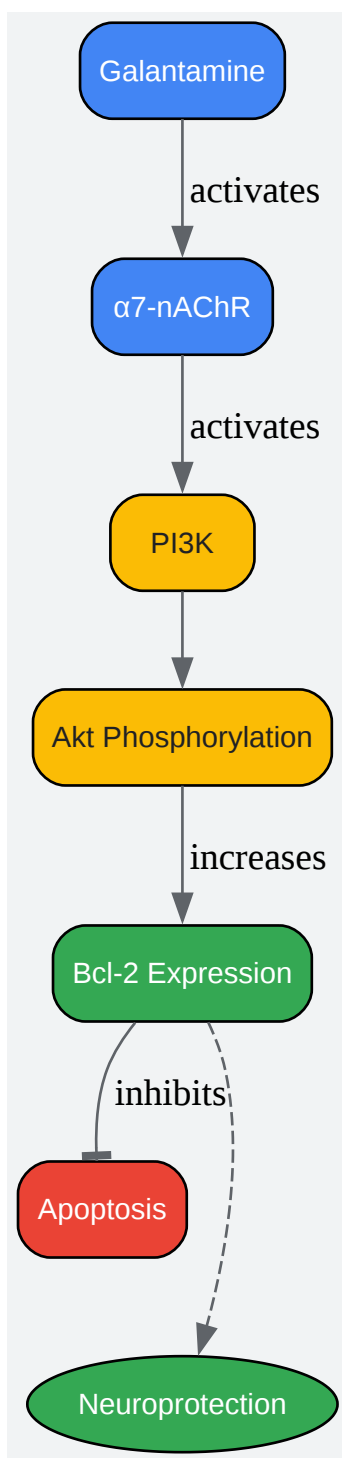 Galantamine
activates
α7-nAChR
activates
PI3K
Akt Phosphorylation
increases
Bcl-2 Expression
inhibits
Apoptosis
Neuroprotection